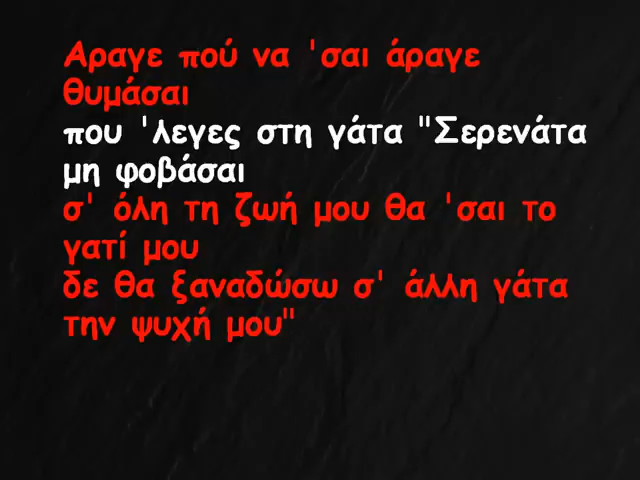 Αραγε πού να 'σαι άραγε
θυμάσαι
που 'λεγες στη γάτα "Σερενάτα
μη φοβάσαι
σ' όλη τη ζωή μου θα 'σαι το
γατί μου
δε θα ξαναδώσω σ' άλλη γάτα
την ψυχή μου"